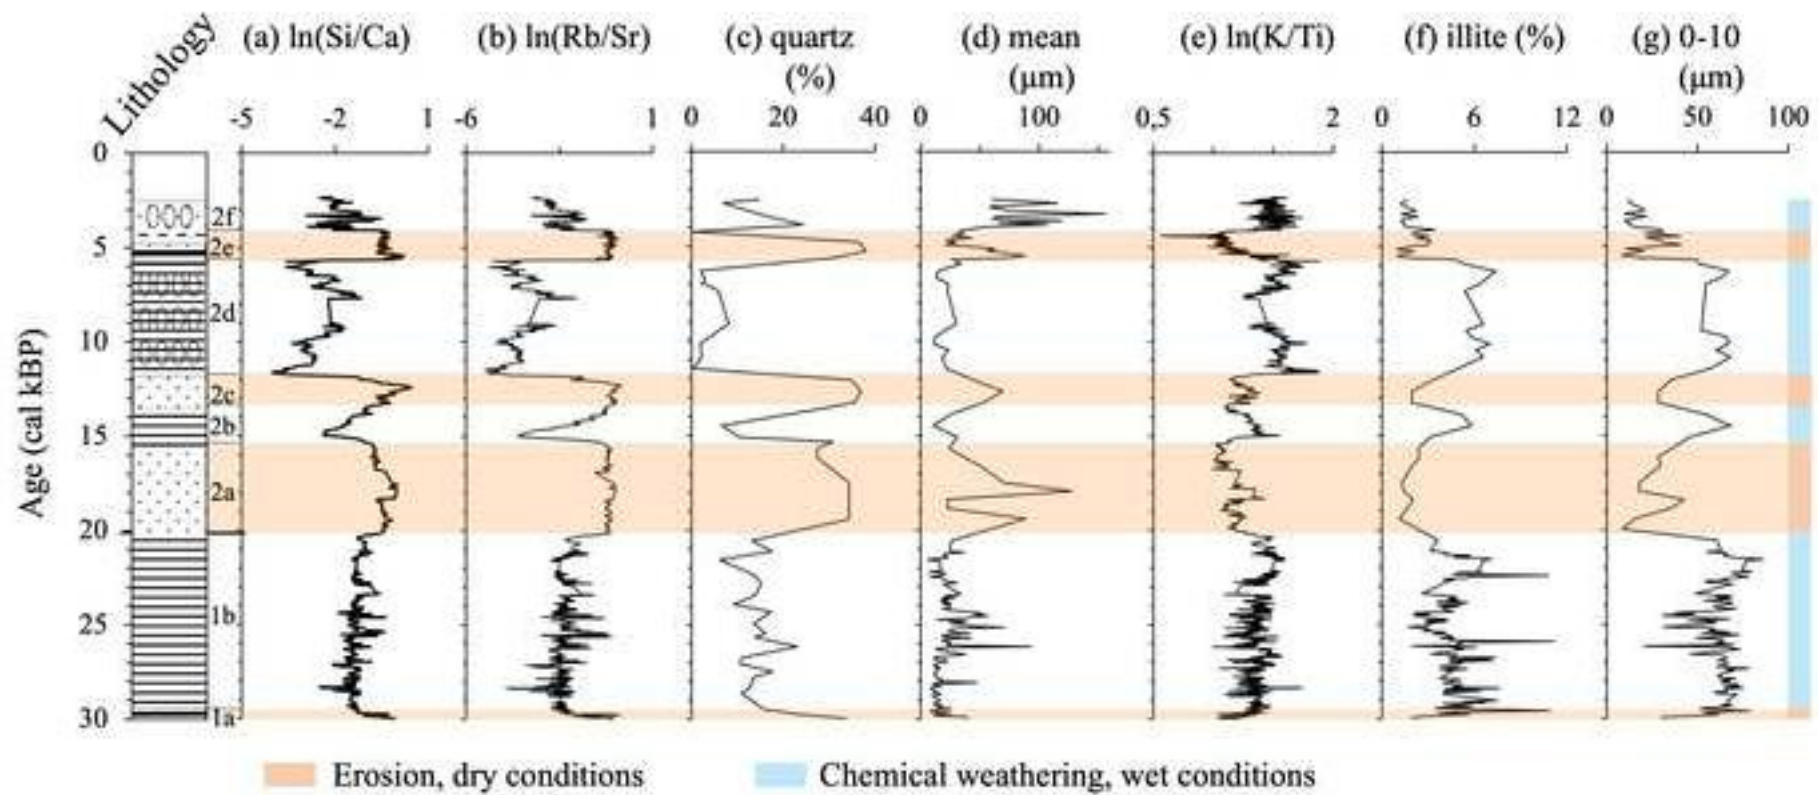 Lithology
(a) ln(Si/Ca) (b) ln(Rb/Sr) (c) quartz (d) mean (e) ln(K/Ti) (f) illite (%) (g) 0-10
(%) (μm) (μm)
-5 -2 1 -6 1 0 20 40 0 100 0,5 2 0 6 12 0 50 100
0
2f
5 2e
2d
10
2c
2b
15
2a
20
1b
25
30 1a
Age (cal kBP)
Erosion, dry conditions Chemical weathering, wet conditions